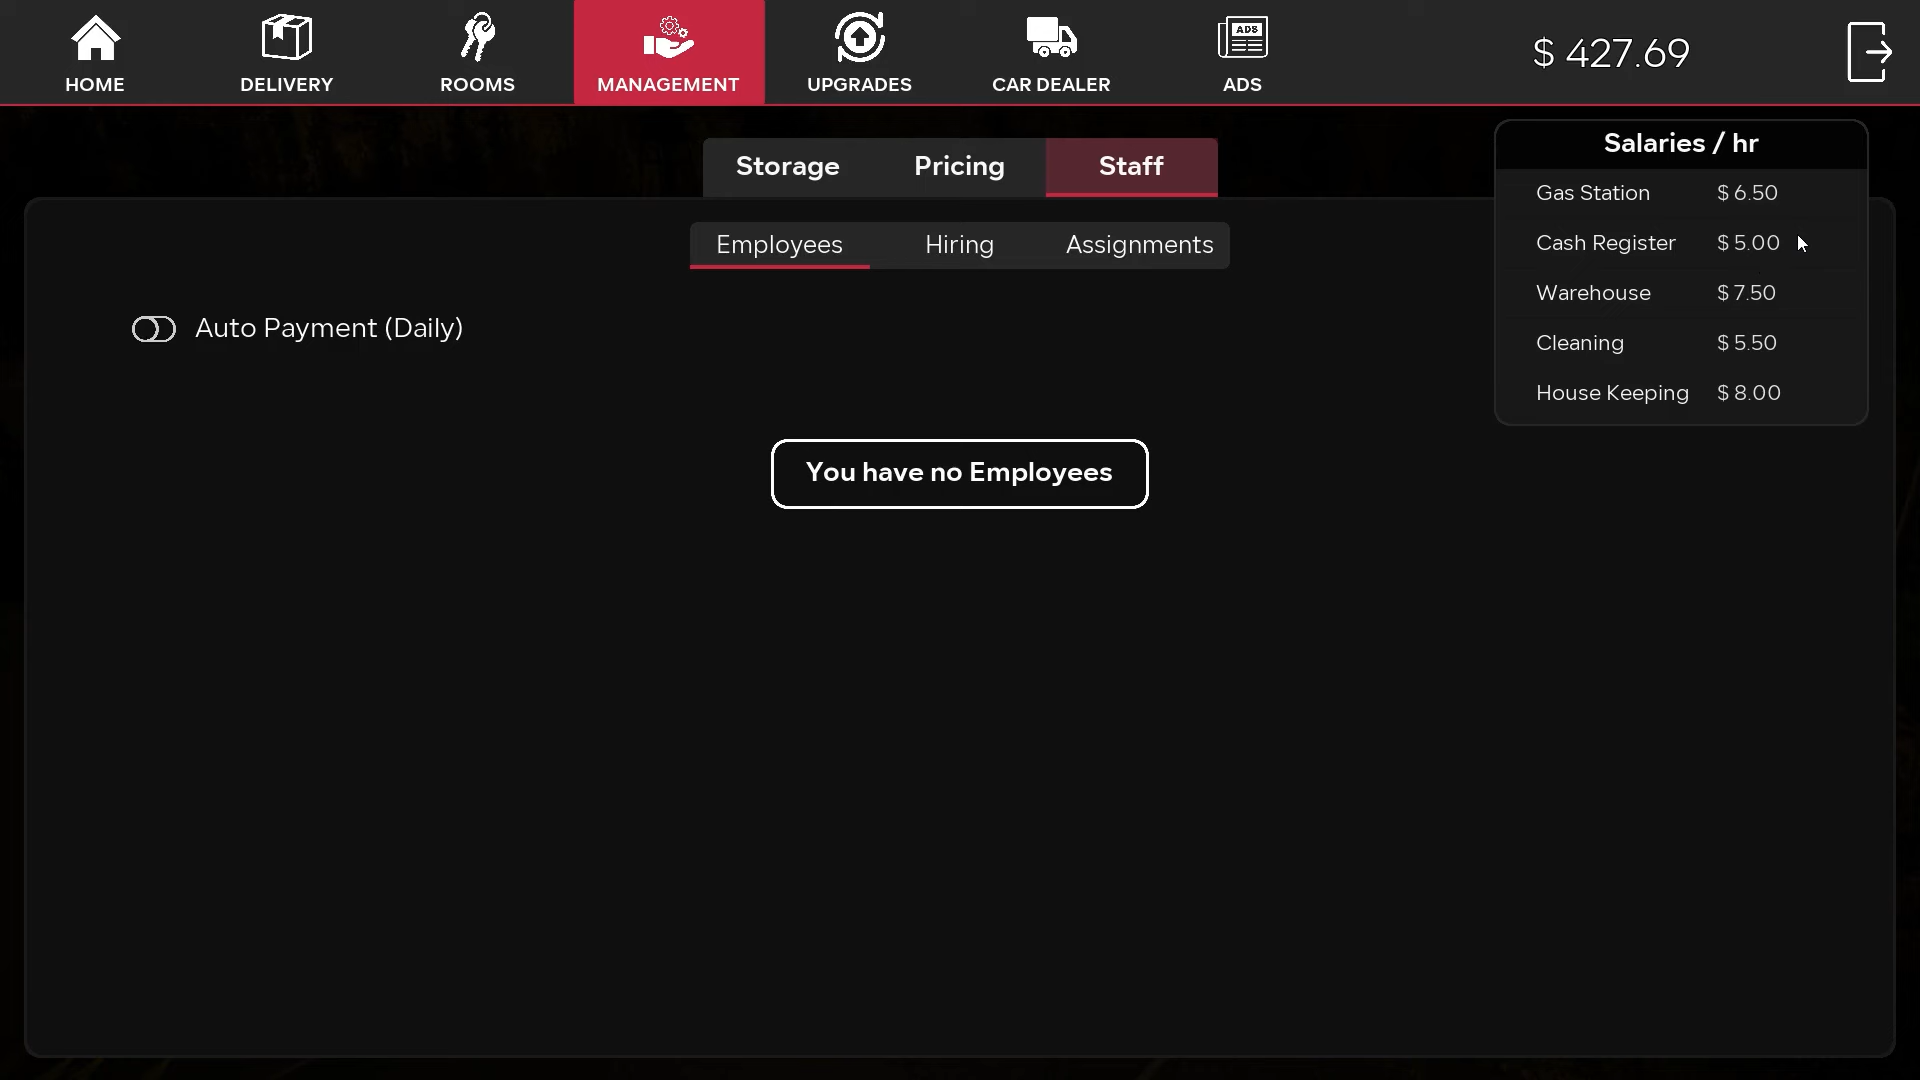 HOME
DELIVERY
ROOMS
MANAGEMENT
UPGRADES
CAR DEALER
ADS
ADS
$ 427.69
Storage
Pricing
Staff
Employees
Hiring
Assignments
Auto Payment (Daily)
You have no Employees
Salaries / hr
Gas Station $ 6.50
Cash Register $ 5.00
Warehouse $ 7.50
Cleaning $ 5.50
House Keeping $ 8.00